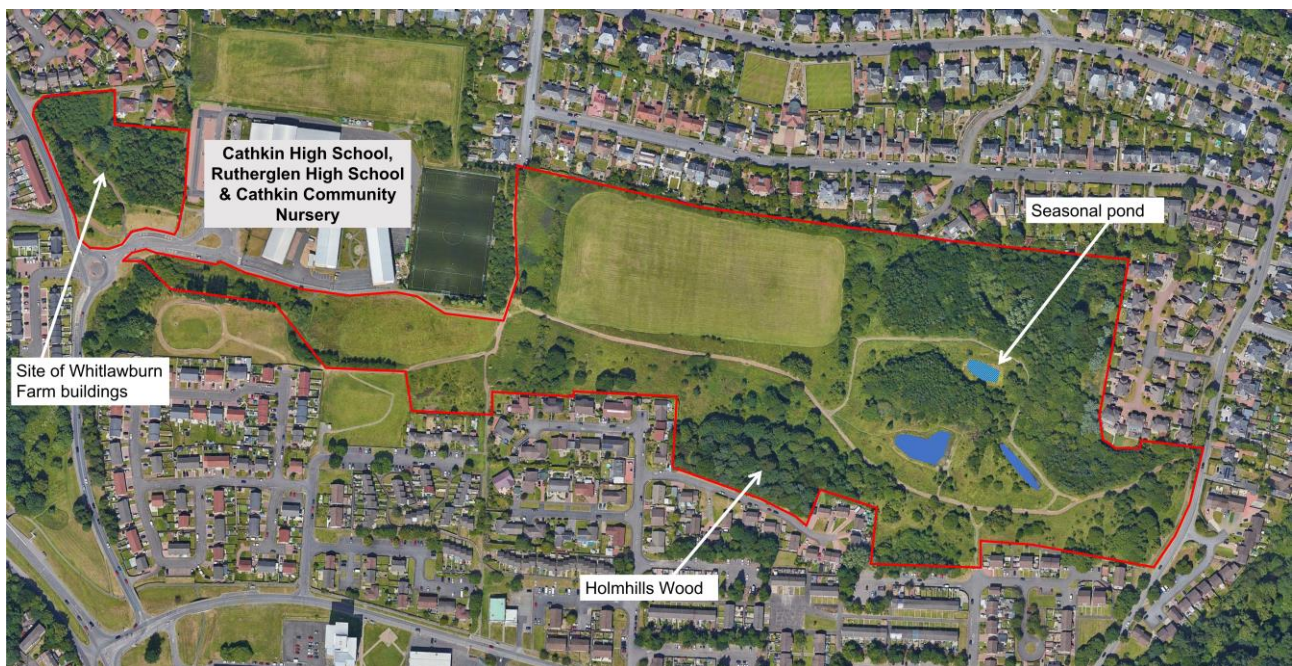 Cathkin High School,
Rutherglen High School
& Cathkin Community
Nursery
Seasonal pond
Site of Whitlawburn
Farm buildings
Holmhills Wood